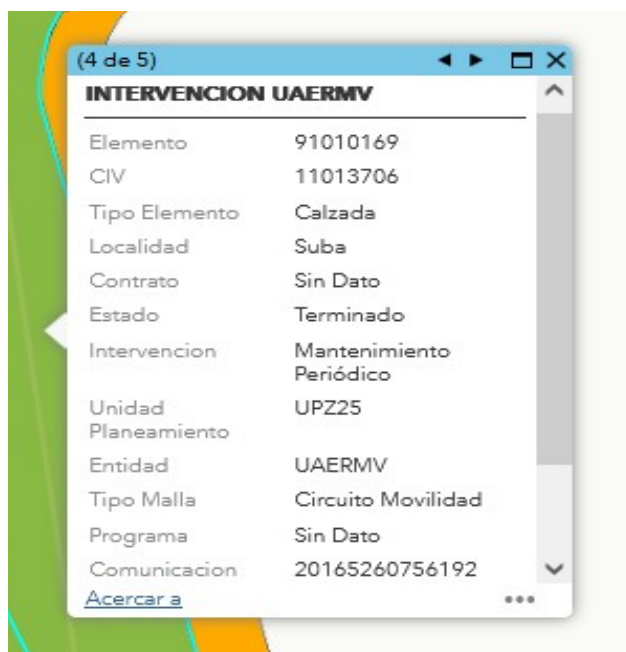 (4 de 5)
INTERVENCION UAERMV
Elemento 91010169
CIV 11013706
Tipo Elemento Calzada
Localidad Suba
Contrato Sin Dato
Estado Terminado
Intervencion Mantenimiento
Periódico
Unidad UPZ25
Planeamiento
Entidad UAERMV
Tipo Malla Circuito Movilidad
Programa Sin Dato
Comunicacion 20165260756192
Acercar a